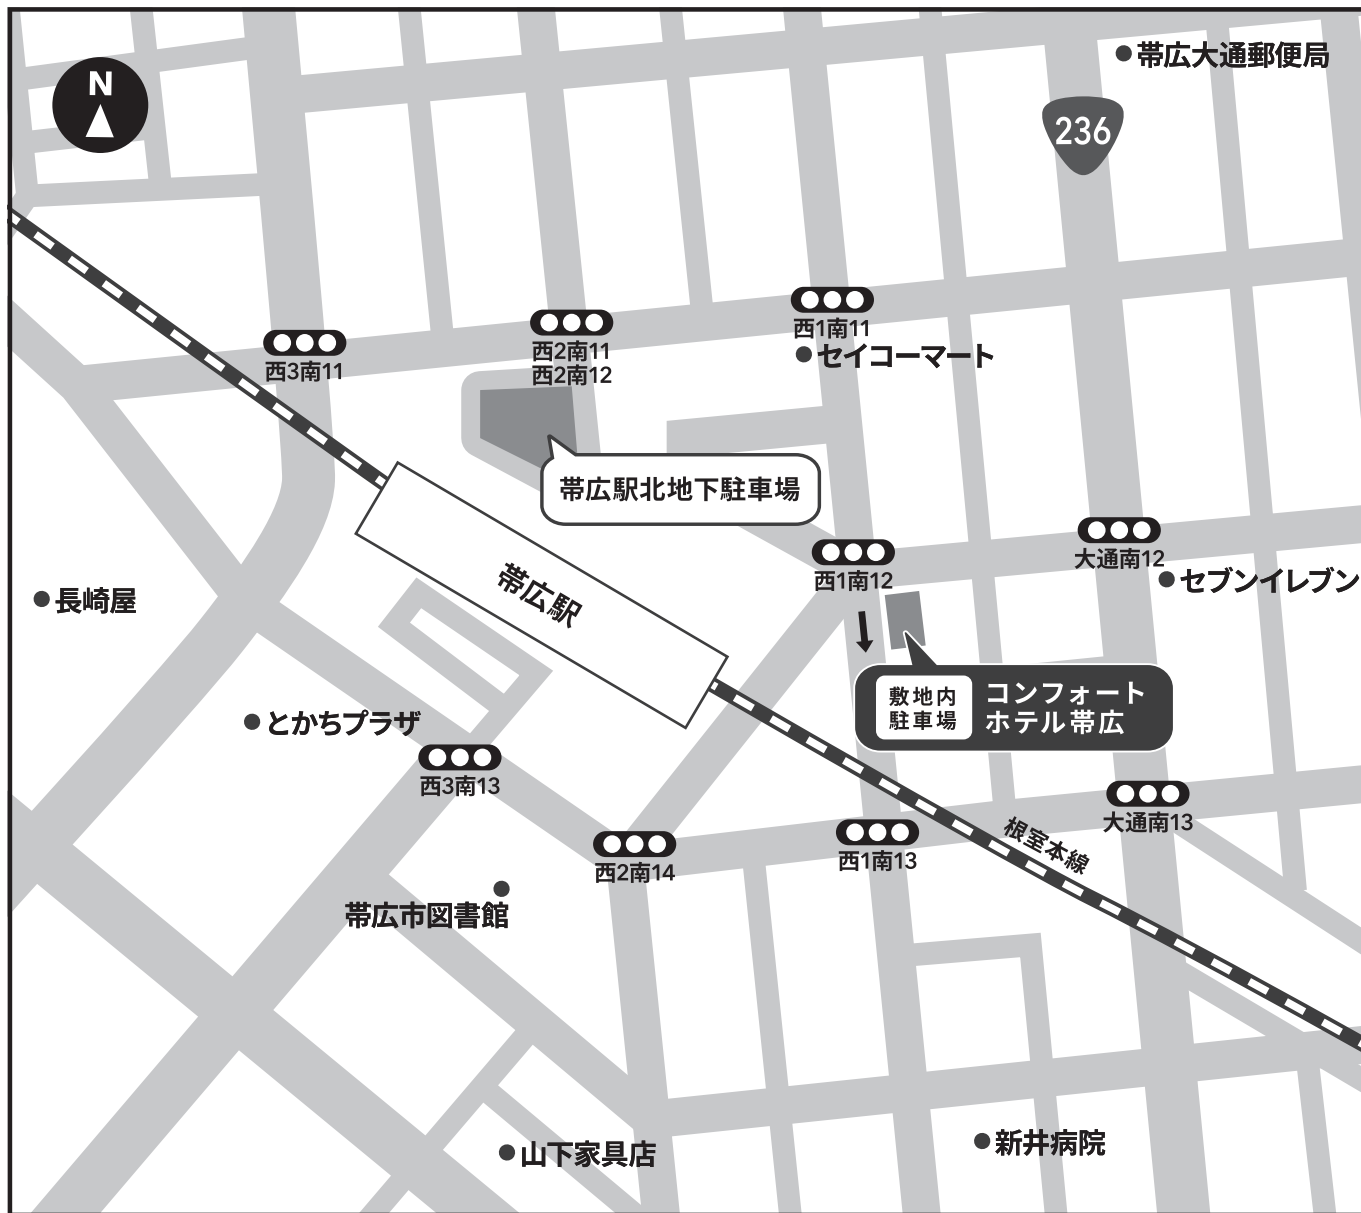 帯広大通郵便局
N
236
西1南11
西2南11
西2南12
西3南11
セイコーマート
帯広駅北地下駐車場
大通南12
西1南12
セブンイレブン
帯広駅
長崎屋
敷地内
駐車場
コンフォート
ホテル帯広
とかちプラザ
西3南13
大通南13
根室本線
西1南13
西2南14
帯広市図書館
新井病院
山下家具店